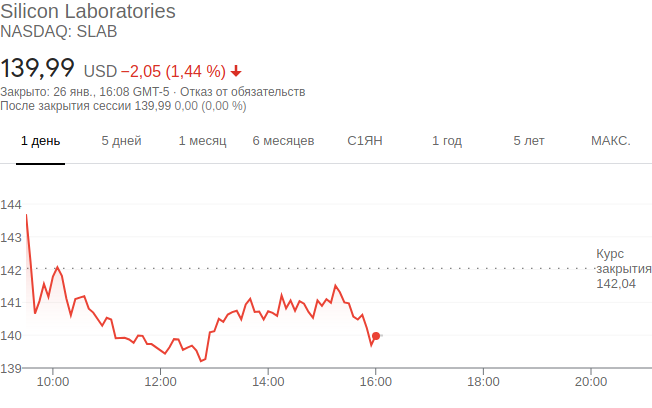 Silicon Laboratories
NASDAQ: SLAB
139,99 USD −2,05 (1,44 %)
Закрыто: 26 янв., 16:08 GMT-5 · Отказ от обязательств
После закрытия сессии 139,99 0,00 (0,00 %)
1 день 5 дней 1 месяц 6 месяцев С1ЯН 1 год 5 лет МАКС.
144
143
142
141
140
139
Курс
закрытия
142,04
10:00 12:00 14:00 16:00 18:00 20:00